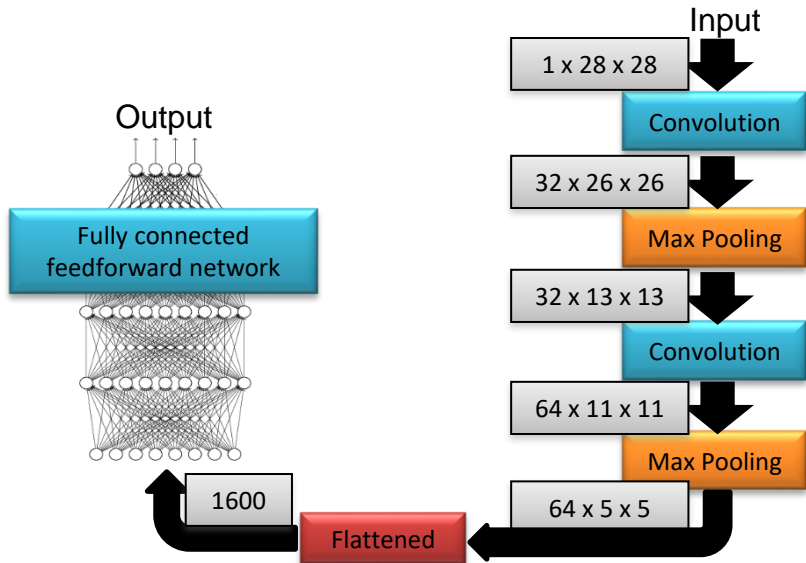 Input
1 x 28 x 28
Convolution
32 x 26 x 26
Max Pooling
32 x 13 x 13
Convolution
64 x 11 x 11
Max Pooling
64 x 5 x 5
Flattened
1600
Fully connected
feedforward network
Output